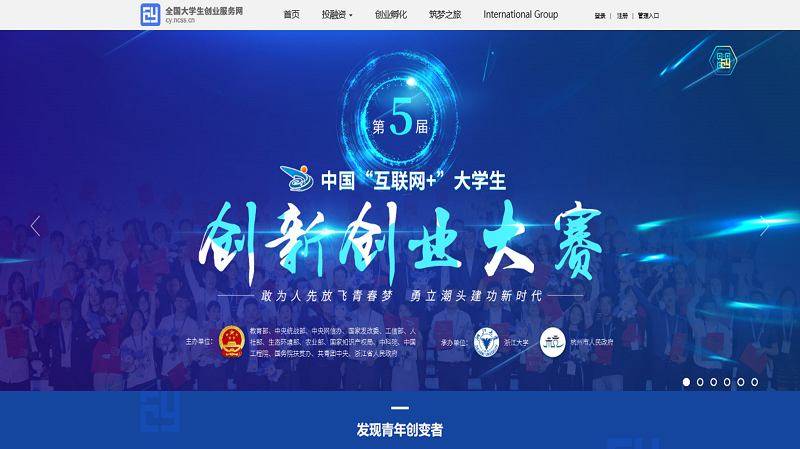 全国大学生创业服务网
cy.ncss.cn
首页 投融资 创业孵化 筑梦之旅 International Group 登录 | 注册 | 管理入口
第5届
中国“互联网+”大学生
创新创业大赛
敢为人先放飞青春梦 勇立潮头建功新时代
主办单位:
教育部、中央统战部、中央网信办、国家发改委、工信部、人
社部、生态环境部、农业部、国家知识产权局、中科院、中国
工程院、国务院扶贫办、共青团中央、浙江省人民政府
承办单位: 浙江大学 杭州市人民政府
发现青年创变者